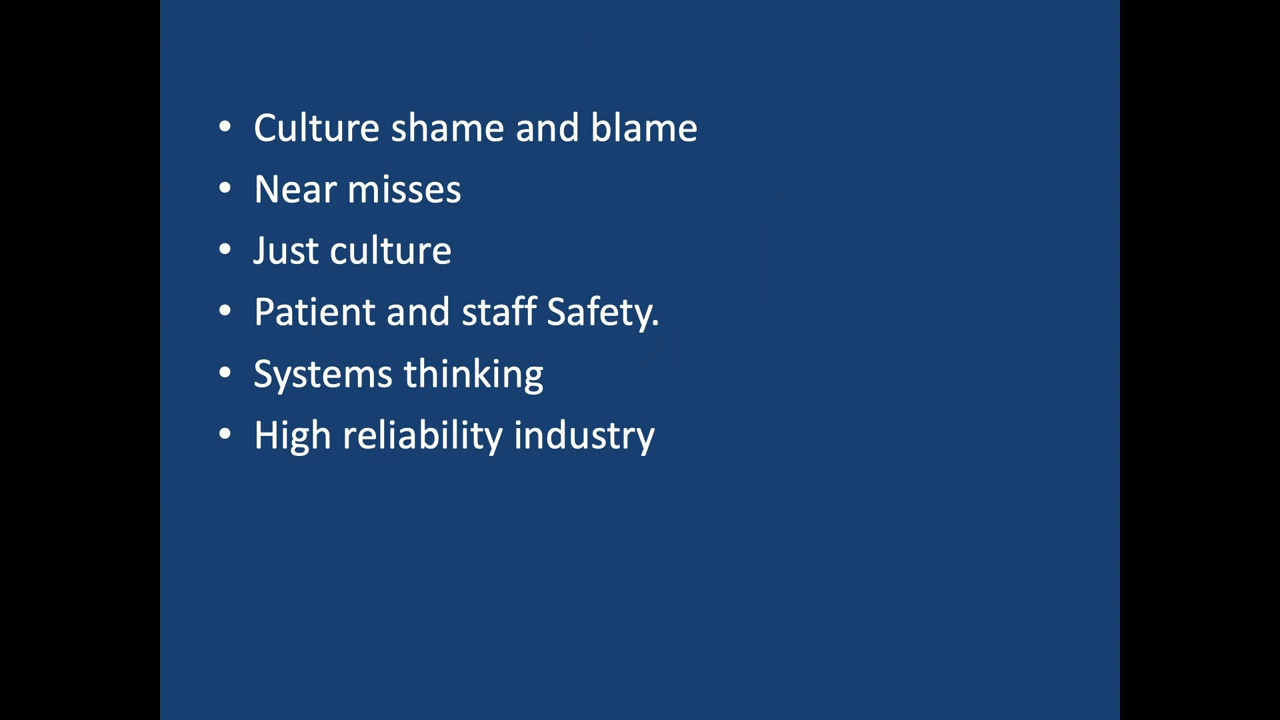 • Culture shame and blame
• Near misses
• Just culture
• Patient and staff Safety.
• Systems thinking
• High reliability industry